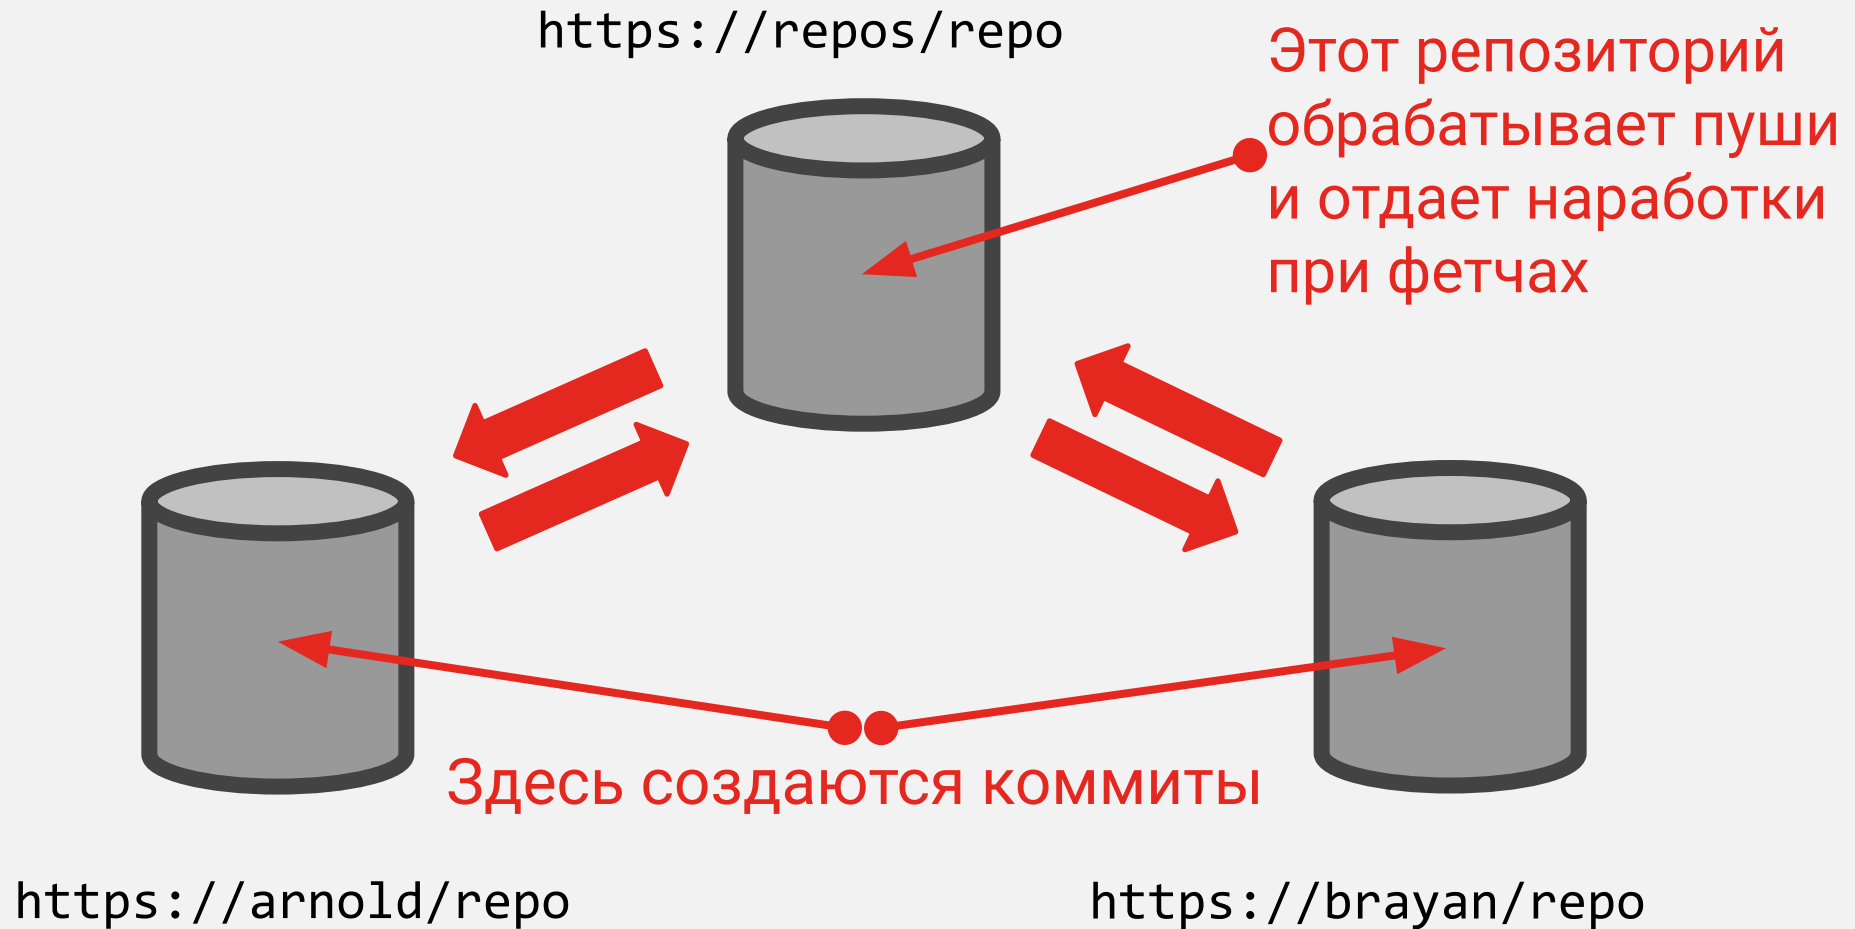 https://repos/repo
Этот репозиторий
обрабатывает пуши
и отдает наработки
при фетчах
Здесь создаются коммиты
https://arnold/repo
https://brayan/repo